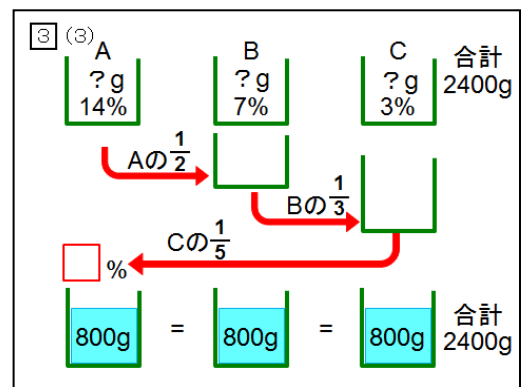 3 (3)
A B C 合計
?g ?g ?g 2400g
14% 7% 3%
Aの1/2
Bの1/3
Cの1/5
□%
800g = 800g = 800g 合計
2400g